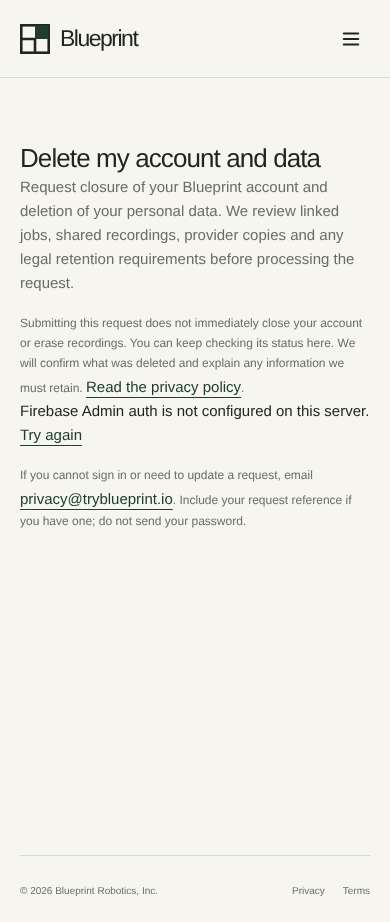 Blueprint
Delete my account and data
Request closure of your Blueprint account and
deletion of your personal data. We review linked
jobs, shared recordings, provider copies and any
legal retention requirements before processing the
request.
Submitting this request does not immediately close your account
or erase recordings. You can keep checking its status here. We
will confirm what was deleted and explain any information we
must retain. Read the privacy policy.
Firebase Admin auth is not configured on this server.
Try again
If you cannot sign in or need to update a request, email
privacy@tryblueprint.io. Include your request reference if
you have one; do not send your password.
© 2026 Blueprint Robotics, Inc. Privacy Terms